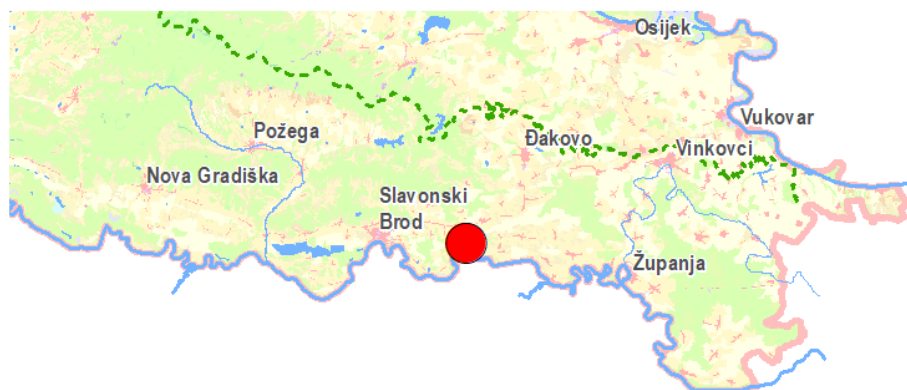 Osijek
Vukovar
Požega
Đakovo
Vinkovci
Nova Gradiška
Slavonski
Brod
Županja